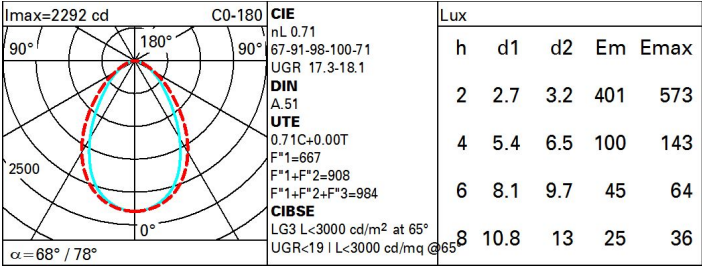 Imax=2292 cd C0-180
90° 180° 90°
2500
0°
α=68° / 78°
CIE
nL 0.71
67-91-98-100-71
UGR 17.3-18.1
DIN
A.51
UTE
0.71C+0.00T
F"1=667
F"1+F"2=908
F"1+F"2+F"3=984
CIBSE
LG3 L<3000 cd/m² at 65°
UGR<19 | L<3000 cd/mq @65°
Lux
h d1 d2 Em Emax
2 2.7 3.2 401 573
4 5.4 6.5 100 143
6 8.1 9.7 45 64
8 10.8 13 25 36